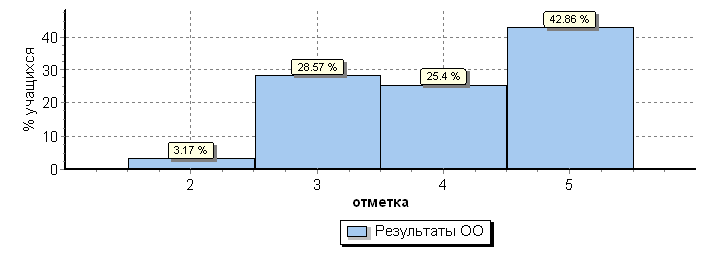 42.86 %
40
28.57 %
25.4 %
30
20
10
3.17 %
0
% учащихся
2 3 4 5
отметка
Результаты ОО